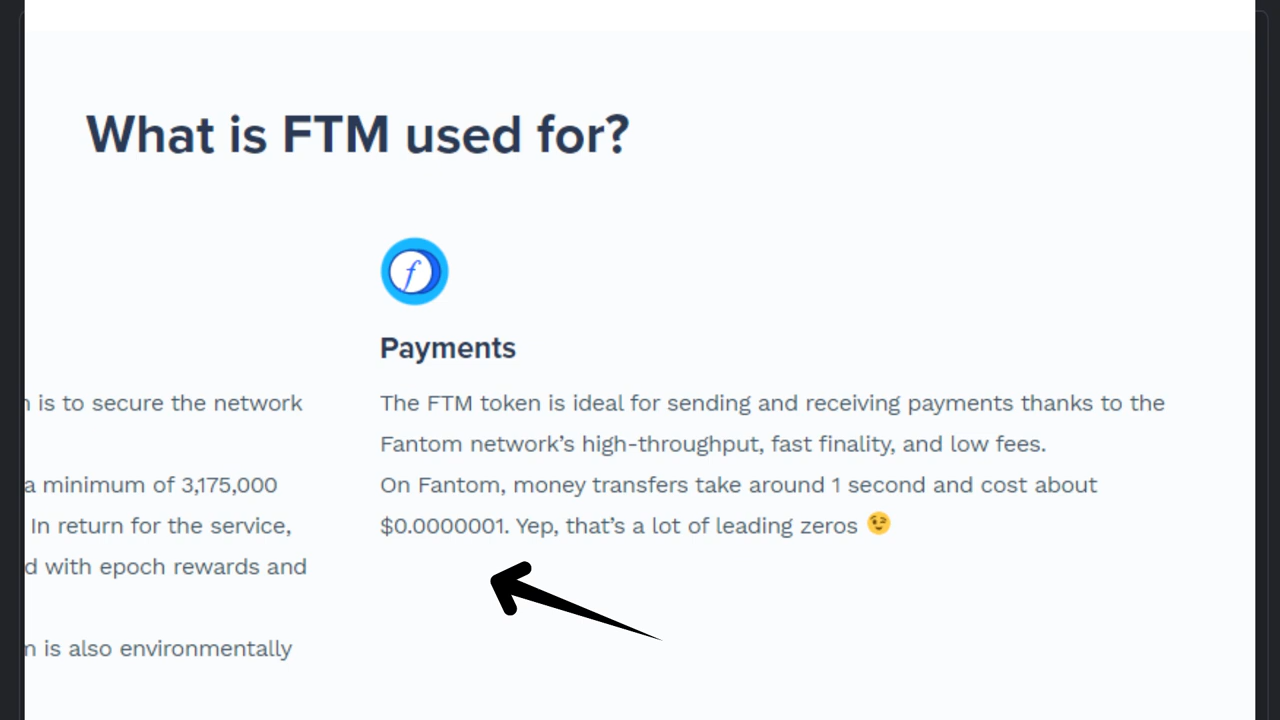 What is FTM used for?
is to secure the network
a minimum of 3,175,000
In return for the service,
with epoch rewards and
is also environmentally
f
Payments
The FTM token is ideal for sending and receiving payments thanks to the
Fantom network’s high-throughput, fast finality, and low fees.
On Fantom, money transfers take around 1 second and cost about
$0.0000001. Yep, that’s a lot of leading zeros 😉